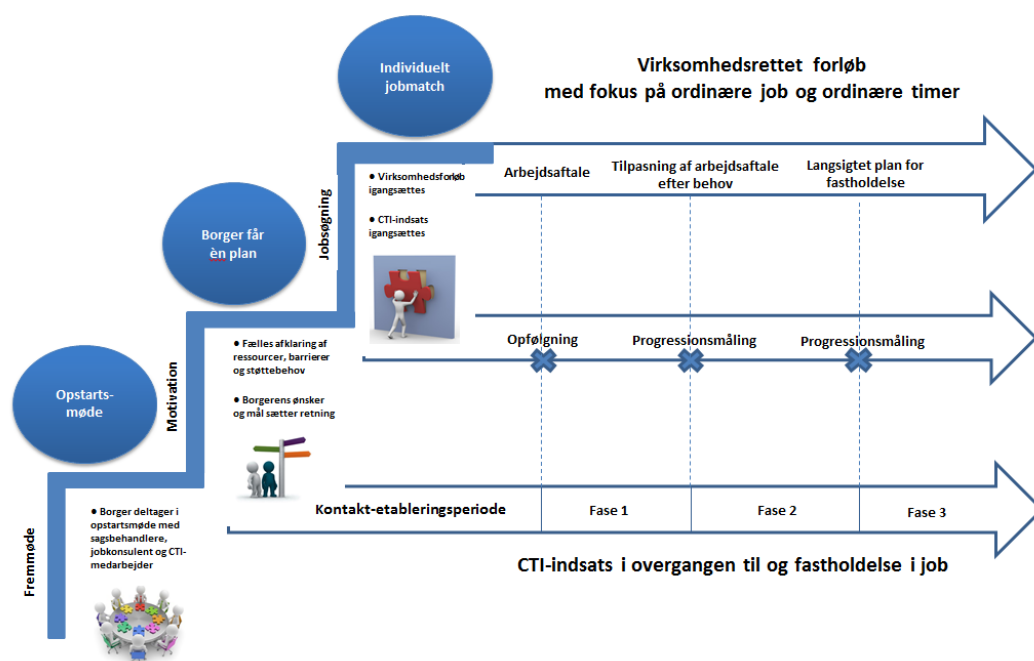 Individuelt
jobmatch
Virksomhedsrettet forløb
med fokus på ordinære job og ordinære timer
Jobsøgning
● Virksomhedsforløb
igangsættes
● CTI-indsats
igangsættes
Arbejdsaftale
Tilpasning af arbejdsaftale
efter behov
Langsigtet plan for
fastholdelse
Borger får
èn plan
Motivation
● Fælles afklaring af
ressourcer, barrierer
og støttebehov
● Borgerens ønsker
og mål sætter retning
Opfølgning
Progressionsmåling
Progressionsmåling
Opstarts-
møde
Fremmøde
● Borger deltager i
opstartsmøde med
sagsbehandlere,
jobkonsulent og CTI-
medarbejder
Kontakt-etableringsperiode
Fase 1
Fase 2
Fase 3
CTI-indsats i overgangen til og fastholdelse i job